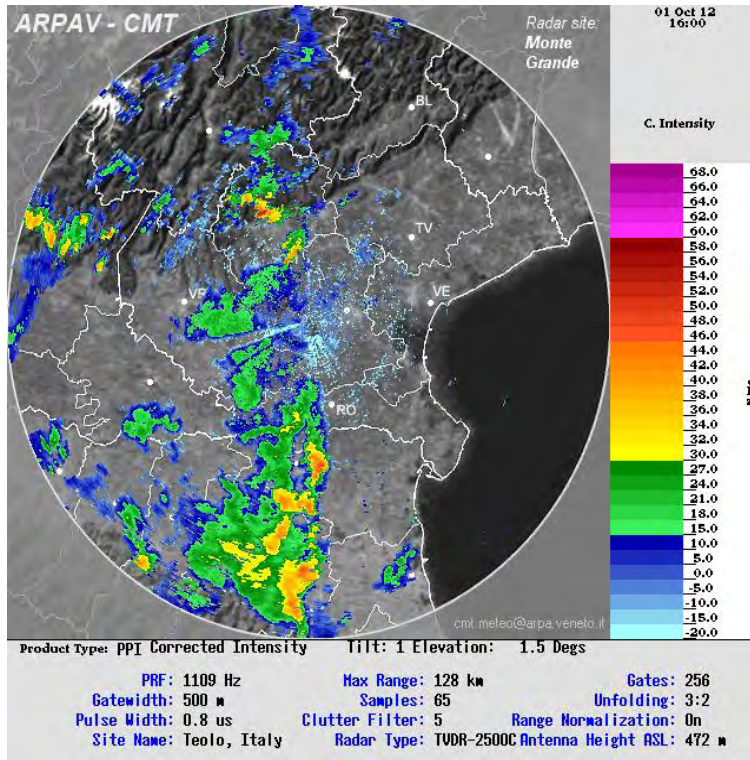 ARPAV - CMT
Radar site:
Monte
Grande
01 Oct 12
16:00
C. Intensity
BL
TV
VR
VE
RO
68.0
66.0
64.0
62.0
60.0
58.0
56.0
54.0
52.0
50.0
48.0
46.0
44.0
42.0
40.0
38.0
36.0
34.0
32.0
30.0
27.0
24.0
21.0
18.0
15.0
10.0
5.0
0.0
-5.0
-10.0
-15.0
-20.0
cmt.meteo@arpa.veneto.it
Product Type: PPI Corrected Intensity Tilt: 1 Elevation: 1.5 Degs
PRF: 1109 Hz Max Range: 128 km Gates: 256
Gatewidth: 500 m Samples: 65 Unfolding: 3:2
Pulse Width: 0.8 us Clutter Filter: 5 Range Normalization: On
Site Name: Teolo, Italy Radar Type: TVDR-2500C Antenna Height ASL: 472 m